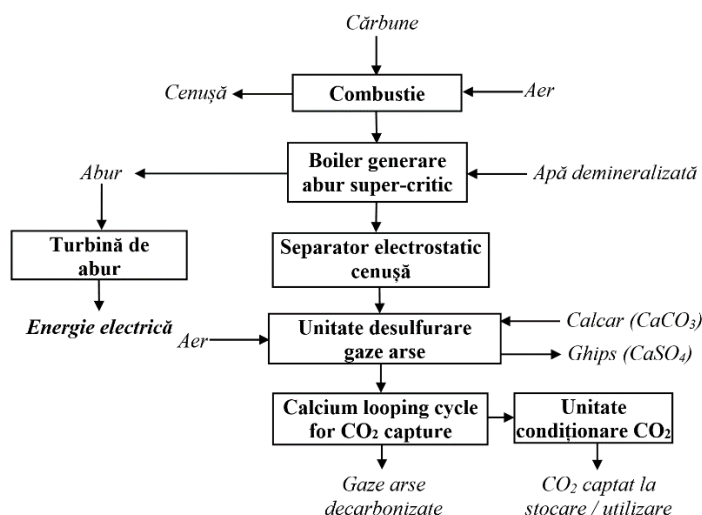 Cărbune
Cenușă
Combustie
Aer
Boiler generare
abur super-critic
Abur
Apă demineralizată
Turbină de
abur
Separator electrostatic
cenușă
Energie electrică
Aer
Unitate desulfurare
gaze arse
Calcar (CaCO₃)
Ghips (CaSO₄)
Calcium looping cycle
for CO₂ capture
Unitate
condiționare CO₂
Gaze arse
decarbonizate
CO₂ captat la
stocare / utilizare